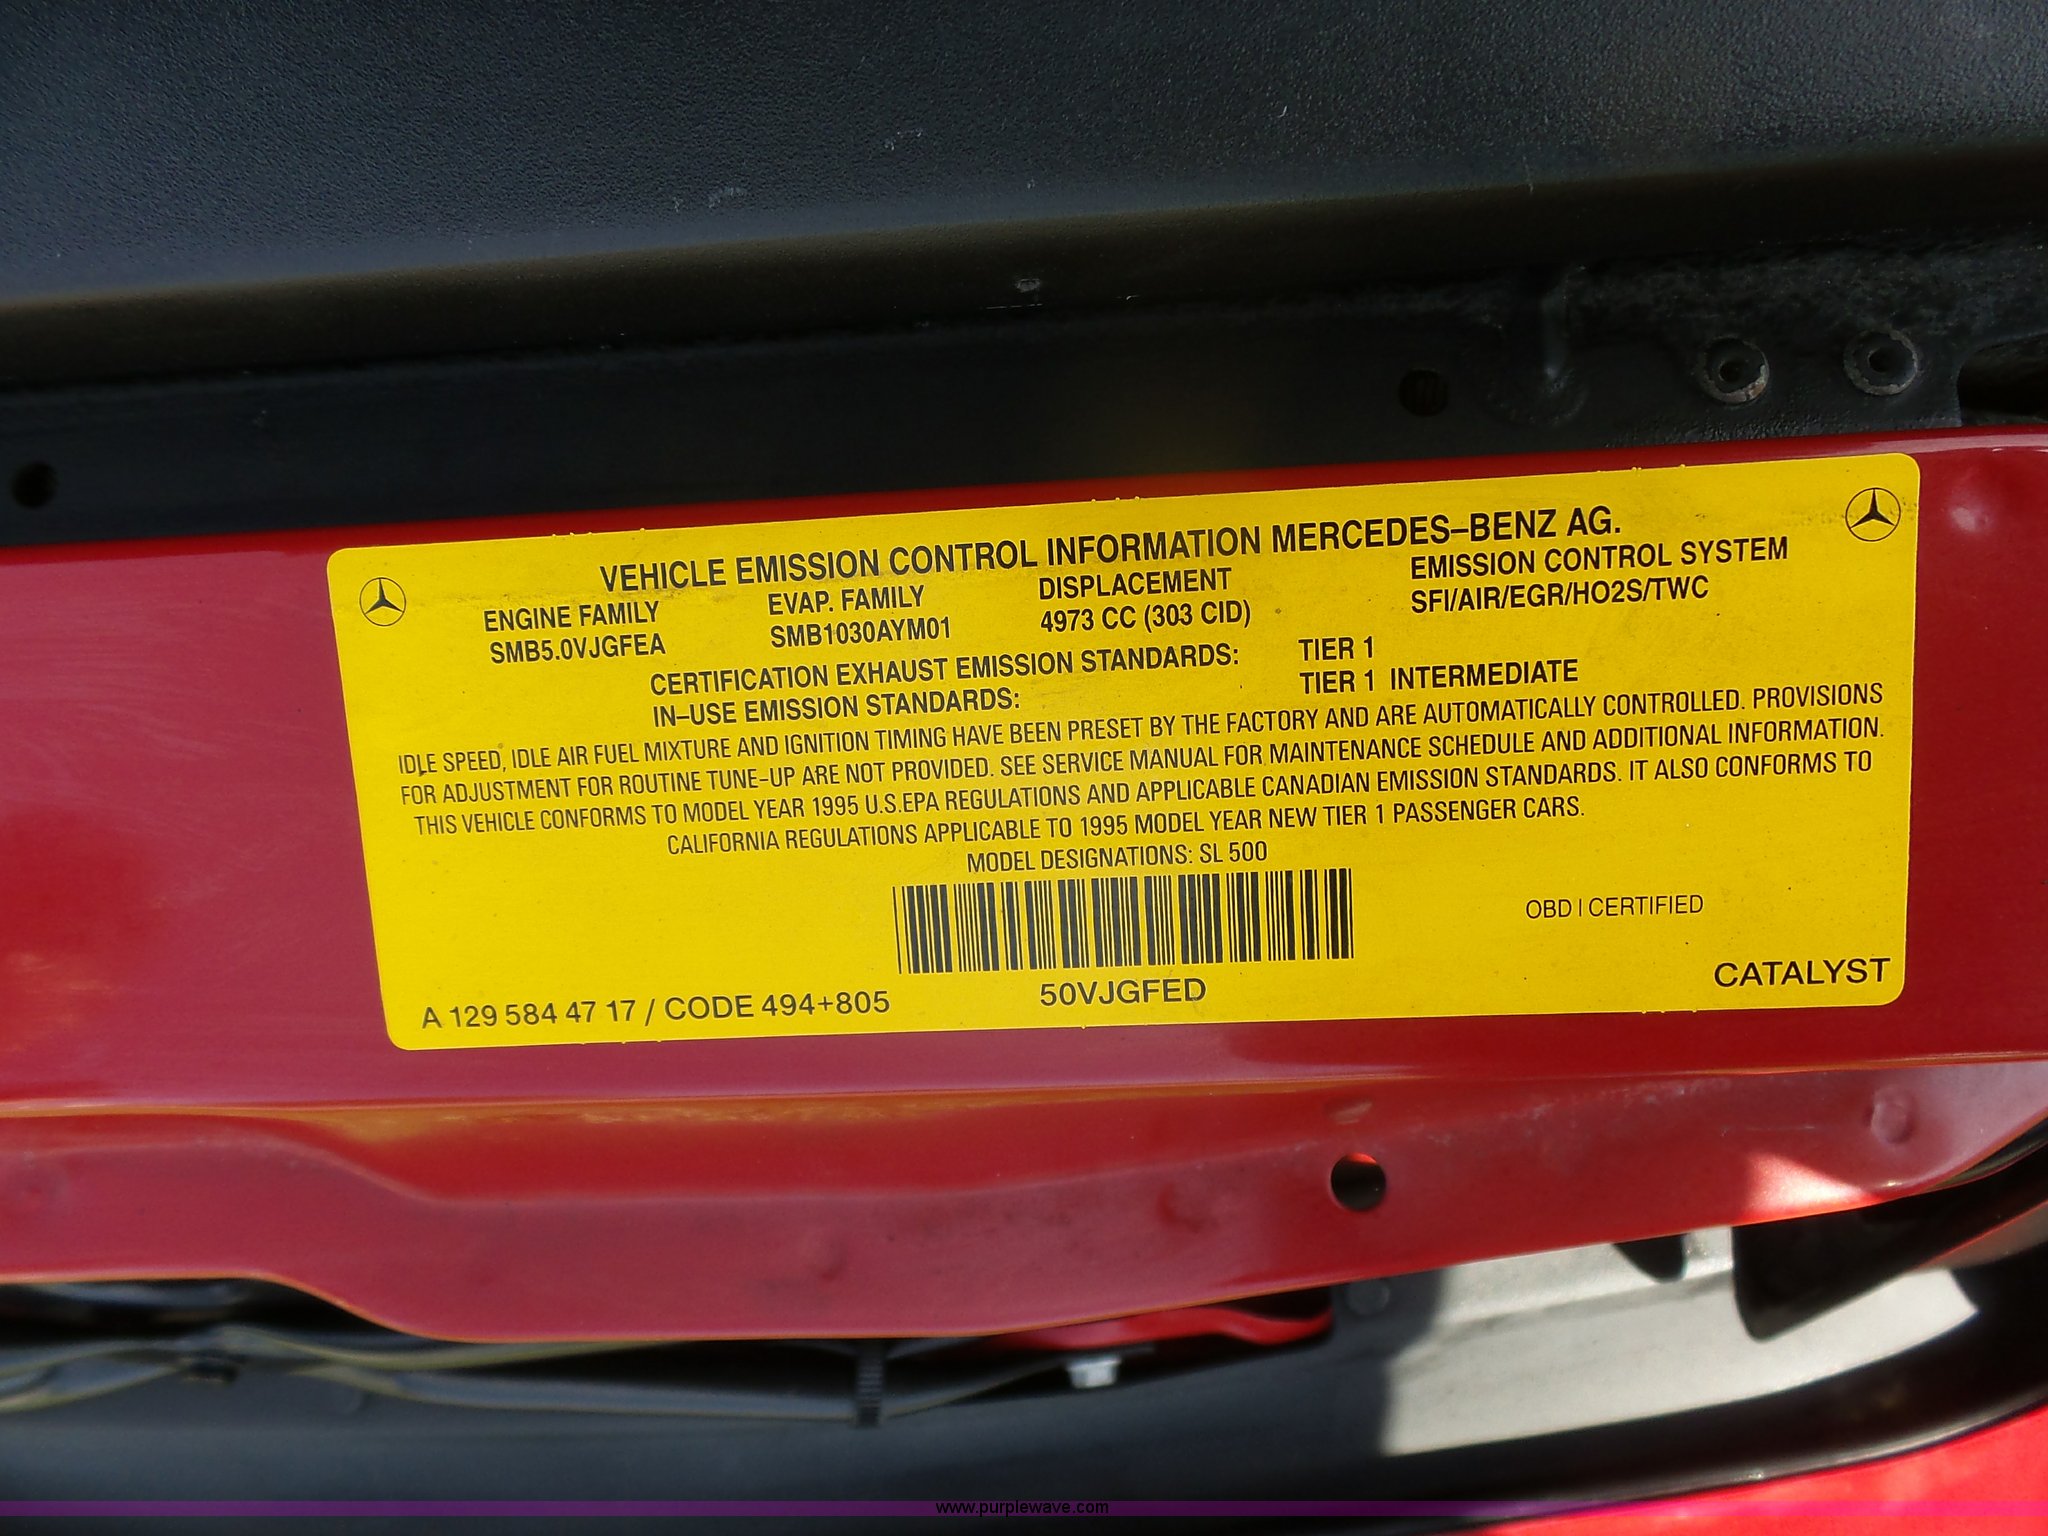 VEHICLE EMISSION CONTROL INFORMATION MERCEDES–BENZ AG.
ENGINE FAMILY EVAP. FAMILY DISPLACEMENT EMISSION CONTROL SYSTEM
SMB5.0VJGFEA SMB1030AYM01 4973 CC (303 CID) SFI/AIR/EGR/HO2S/TWC
CERTIFICATION EXHAUST EMISSION STANDARDS: TIER 1
IN–USE EMISSION STANDARDS: TIER 1 INTERMEDIATE
IDLE SPEED, IDLE AIR FUEL MIXTURE AND IGNITION TIMING HAVE BEEN PRESET BY THE FACTORY AND ARE AUTOMATICALLY CONTROLLED. PROVISIONS
FOR ADJUSTMENT FOR ROUTINE TUNE–UP ARE NOT PROVIDED. SEE SERVICE MANUAL FOR MAINTENANCE SCHEDULE AND ADDITIONAL INFORMATION.
THIS VEHICLE CONFORMS TO MODEL YEAR 1995 U.S.EPA REGULATIONS AND APPLICABLE CANADIAN EMISSION STANDARDS. IT ALSO CONFORMS TO
CALIFORNIA REGULATIONS APPLICABLE TO 1995 MODEL YEAR NEW TIER 1 PASSENGER CARS.
MODEL DESIGNATIONS: SL 500
OBD I CERTIFIED
CATALYST
A 129 584 47 17 / CODE 494+805 50VJGFED
www.purplewave.com